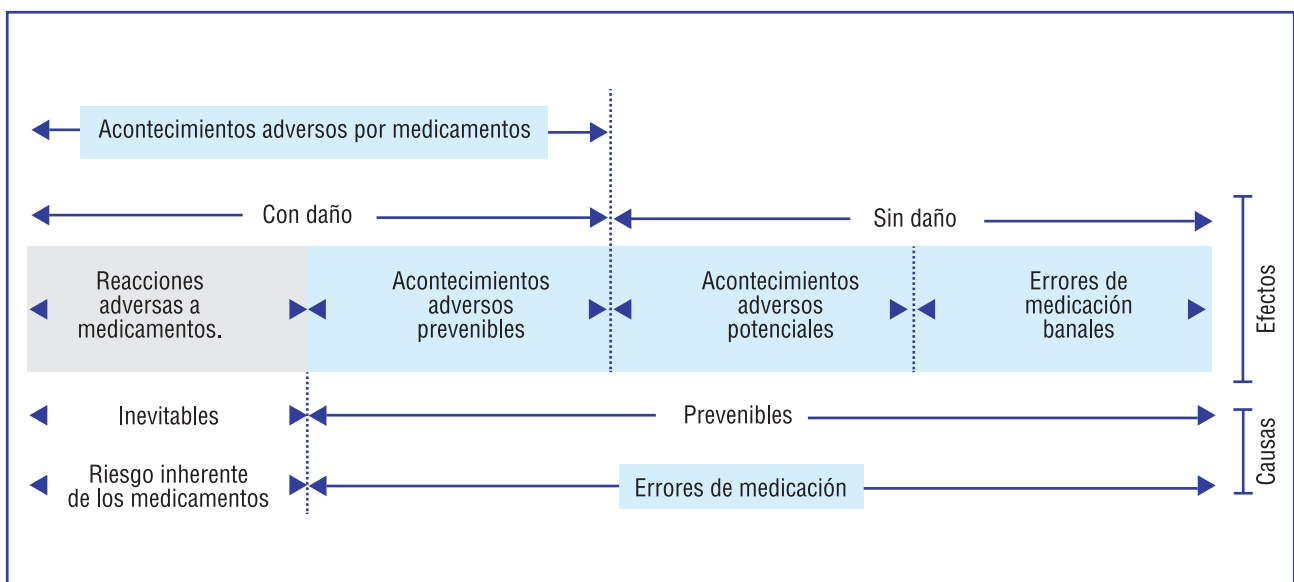 Acontecimientos adversos por medicamentos
Con daño
Sin daño
Reacciones
adversas a
medicamentos.
Acontecimientos
adversos
prevenibles
Acontecimientos
adversos
potenciales
Errores de
medicación
banales
Efectos
Inevitables
Prevenibles
Riesgo inherente
de los medicamentos
Errores de medicación
Causas